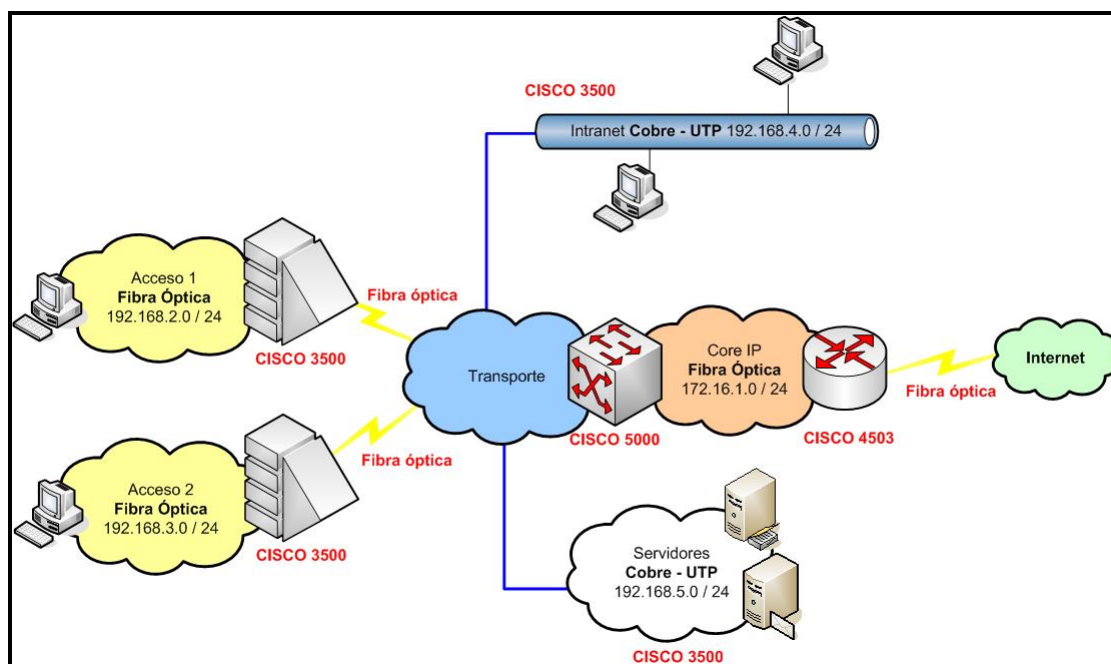 CISCO 3500
Intranet Cobre - UTP 192.168.4.0 / 24
Acceso 1
Fibra Óptica
192.168.2.0 / 24
CISCO 3500
Fibra óptica
Transporte
CISCO 5000
Core IP
Fibra Óptica
172.16.1.0 / 24
CISCO 4503
Fibra óptica
Internet
Acceso 2
Fibra Óptica
192.168.3.0 / 24
CISCO 3500
Fibra óptica
Servidores
Cobre - UTP
192.168.5.0 / 24
CISCO 3500